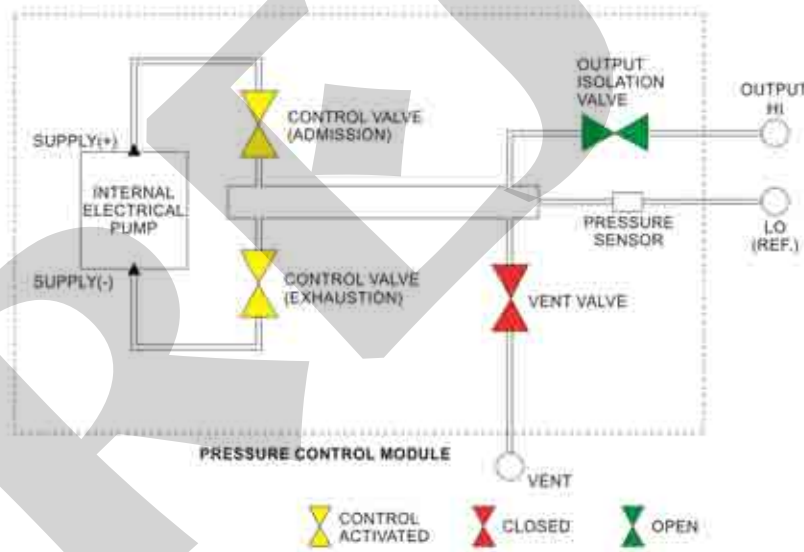 OUTPUT
ISOLATION
VALVE
OUTPUT
HI
CONTROL VALVE
(ADMISSION)
SUPPLY(+)
INTERNAL
ELECTRICAL
PUMP
PRESSURE
SENSOR
LO
(REF.)
SUPPLY(-)
CONTROL VALVE
(EXHAUSTION)
VENT VALVE
PRESSURE CONTROL MODULE
VENT
CONTROL
ACTIVATED
CLOSED
OPEN